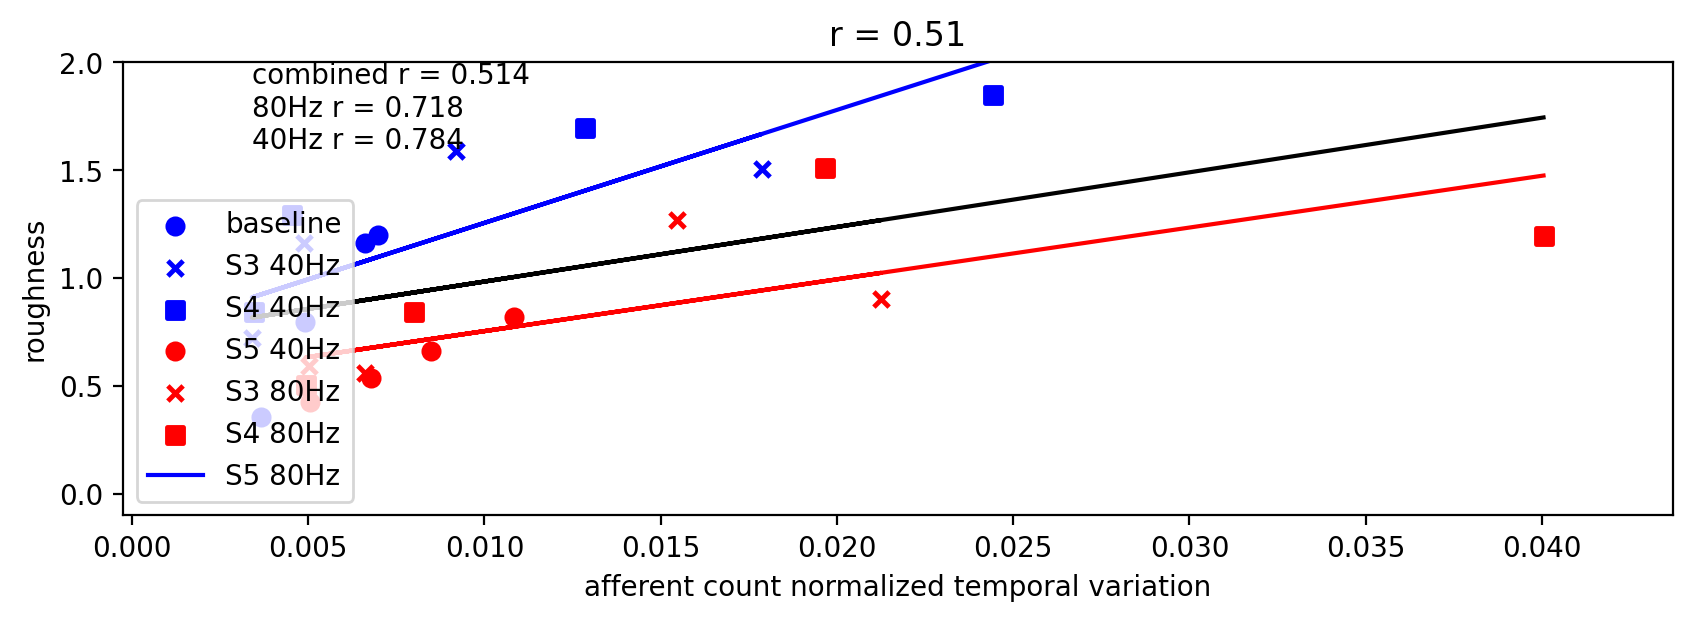 r = 0.51
combined r = 0.514
80Hz r = 0.718
40Hz r = 0.784
2.0
1.5
1.0
0.5
0.0
roughness
baseline
S3 40Hz
S4 40Hz
S5 40Hz
S3 80Hz
S4 80Hz
S5 80Hz
0.000 0.005 0.010 0.015 0.020 0.025 0.030 0.035 0.040
afferent count normalized temporal variation